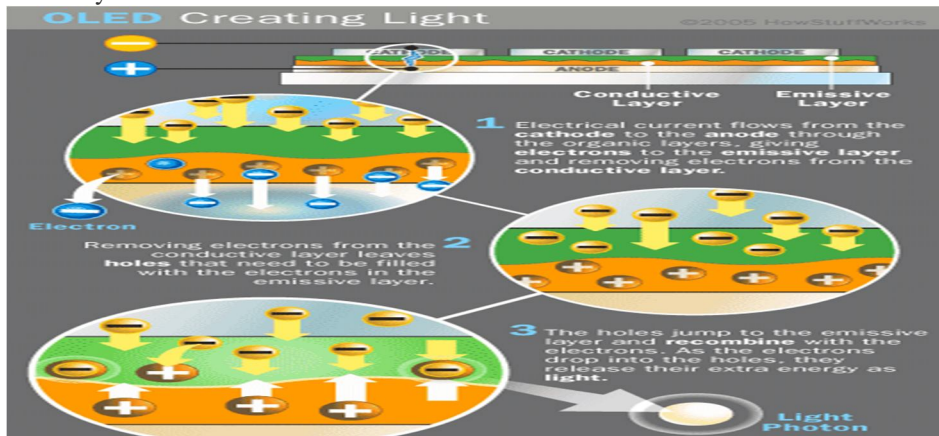 OLED Creating Light
©2005 HowStuffWorks
CATHODE CATHODE CATHODE
ANODE
Conductive Layer
Emissive Layer
1 Electrical current flows from the
cathode to the anode through
the organic layers, giving
elecrons to the emissive layer
and removing electrons from the
conductive layer.
Electron
2 Removing electrons from the
conductive layer leaves
holes that need to be filled
with the electrons in the
emissive layer.
3 The holes jump to the emissive
layer and recombine with the
electrons. As the electrons
drop into the holes, they
release their extra energy as
light.
Light
Photon